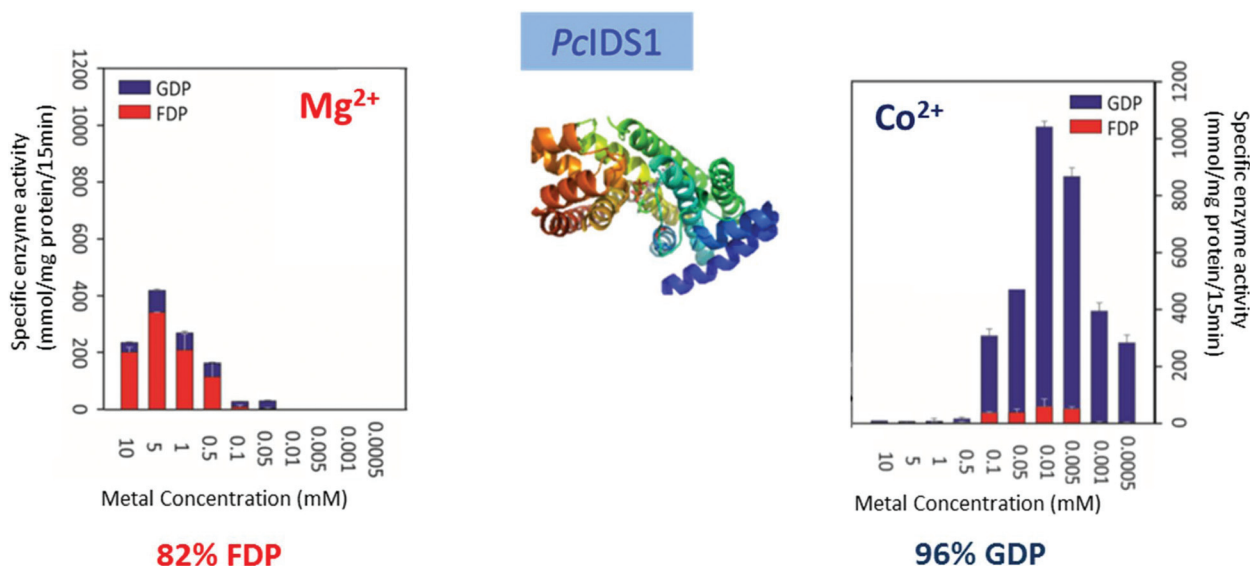 PcIDS1
1200
1000
800
600
400
200
0
GDP
FDP
Mg²⁺
Specific enzyme activity
(mmol/mg protein/15min)
10
5
1
0.5
0.1
0.05
0.01
0.005
0.001
0.0005
Metal Concentration (mM)
82% FDP
Co²⁺
GDP
FDP
1200
1000
800
600
400
200
0
Specific enzyme activity
(mmol/mg protein/15min)
10
5
1
0.5
0.1
0.05
0.01
0.005
0.001
0.0005
Metal Concentration (mM)
96% GDP